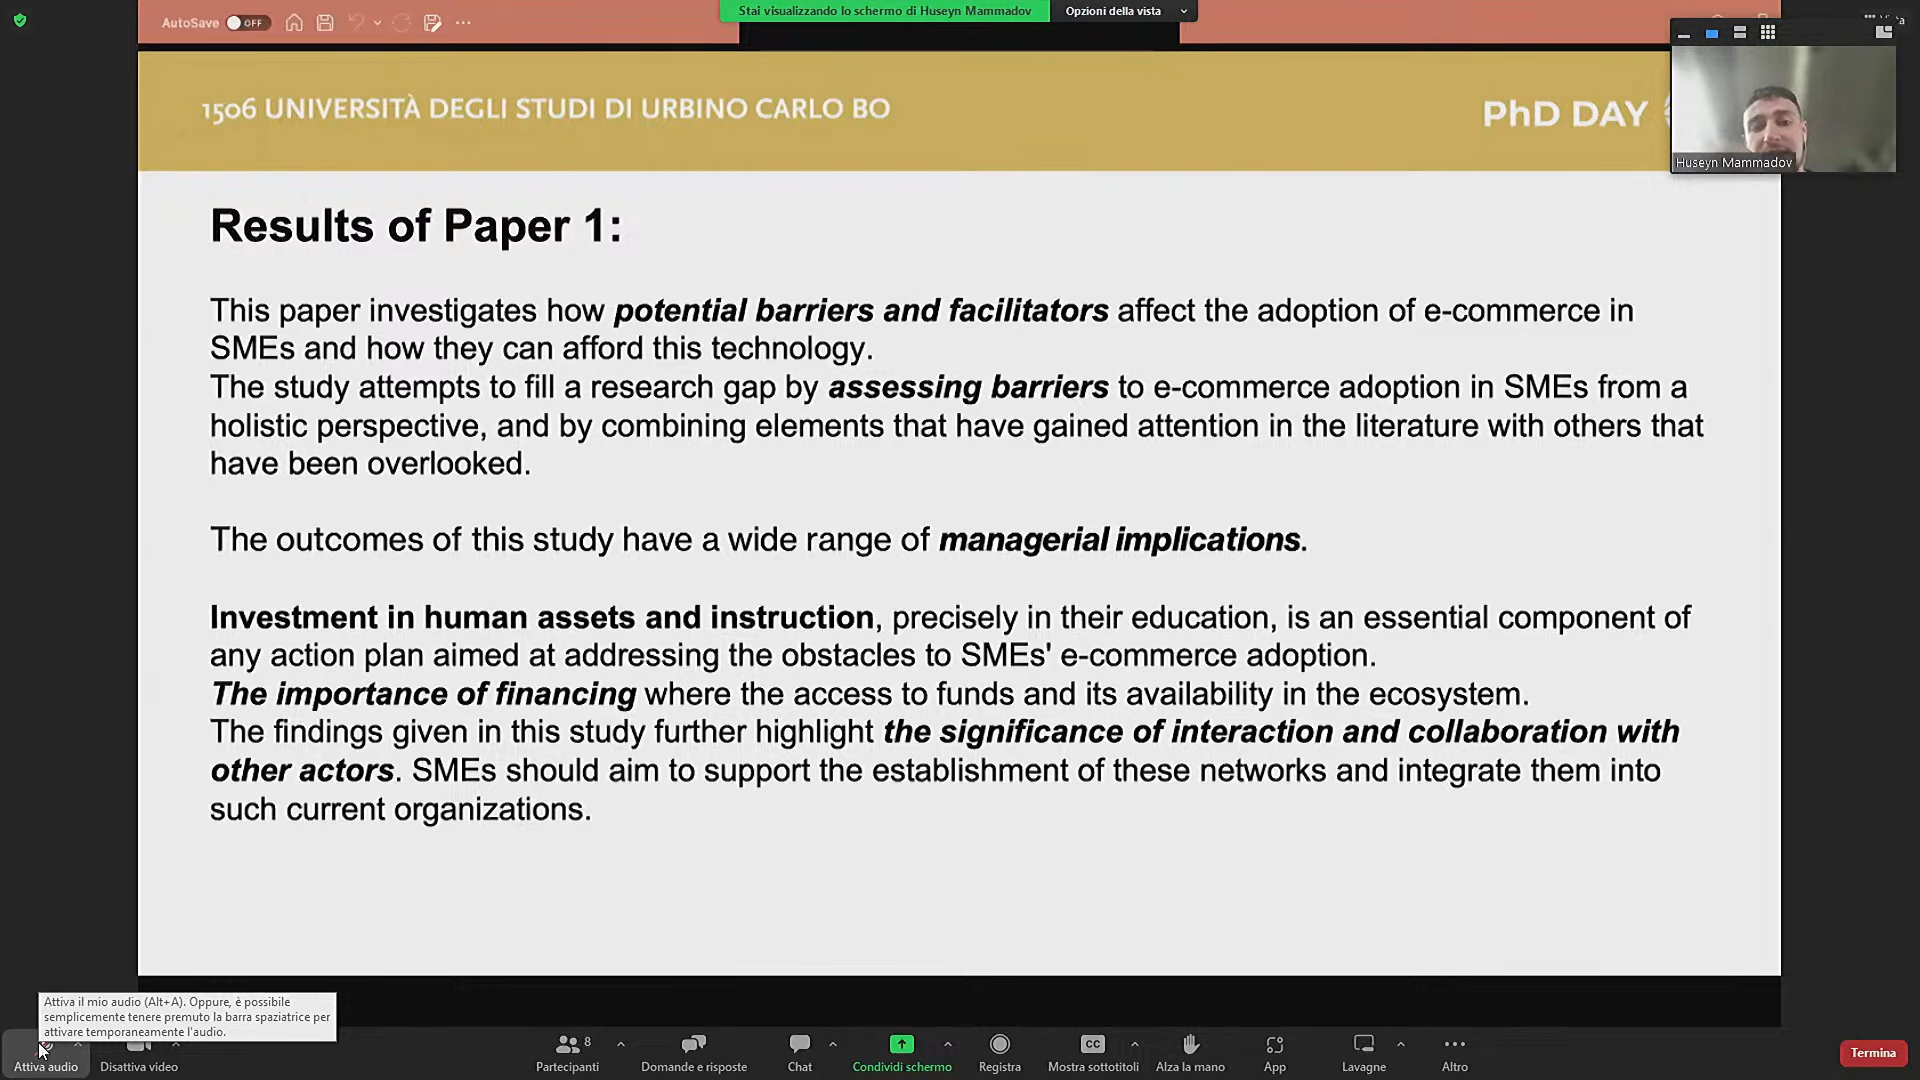 AutoSave OFF
Stai visualizzando lo schermo di Huseyn Mammadov
Opzioni della vista
1506 UNIVERSITÀ DEGLI STUDI DI URBINO CARLO BO
PhD DAY
Huseyn Mammadov
Results of Paper 1:
This paper investigates how potential barriers and facilitators affect the adoption of e-commerce in
SMEs and how they can afford this technology.
The study attempts to fill a research gap by assessing barriers to e-commerce adoption in SMEs from a
holistic perspective, and by combining elements that have gained attention in the literature with others that
have been overlooked.
The outcomes of this study have a wide range of managerial implications.
Investment in human assets and instruction, precisely in their education, is an essential component of
any action plan aimed at addressing the obstacles to SMEs' e-commerce adoption.
The importance of financing where the access to funds and its availability in the ecosystem.
The findings given in this study further highlight the significance of interaction and collaboration with
other actors. SMEs should aim to support the establishment of these networks and integrate them into
such current organizations.
Attiva il mio audio (Alt+A). Oppure, è possibile
semplicemente tenere premuto la barra spaziatrice per
attivare temporaneamente l'audio.
Attiva audio
Disattiva video
Partecipanti
8
Domande e risposte
Chat
Condividi schermo
Registra
CC
Mostra sottotitoli
Alza la mano
App
Lavagne
Altro
Termina